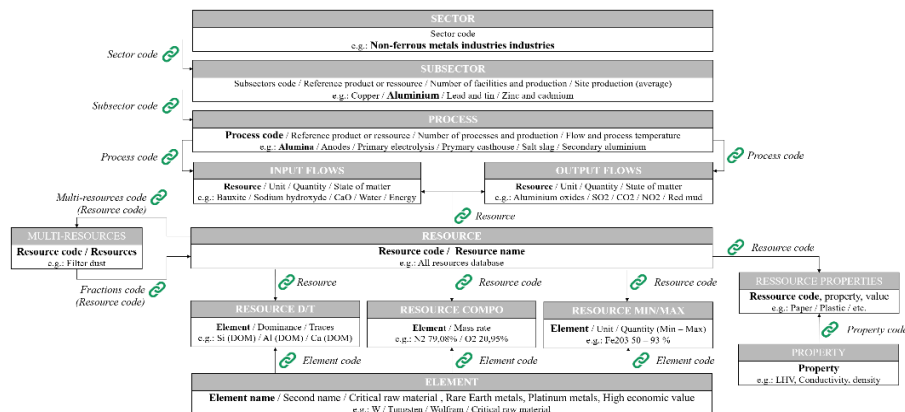 SECTOR
Sector code
e.g.: Non-ferrous metals industries industries
Sector code
SUBSECTOR
Subsectors code / Reference product or ressource / Number of facilities and production / Site production (average)
e.g.: Copper / Aluminium / Lead and tin / Zinc and cadmium
Subsector code
PROCESS
Process code / Reference product or ressource / Number of processes and production / Flow and process temperature
e.g.: Alumina / Anodes / Primary electrolysis / Prymary casthouse / Salt slag / Secondary aluminium
Process code
Process code
INPUT FLOWS
Resource / Unit / Quantity / State of matter
e.g.: Bauxite / Sodium hydroxyde / CaO / Water / Energy
OUTPUT FLOWS
Resource / Unit / Quantity / State of matter
e.g.: Aluminium oxides / SO2 / CO2 / NO2 / Red mud
Multi-resources code
(Resource code)
Resource
MULTI-RESOURCES
Resource code / Resources
e.g.: Filter dust
RESOURCE
Resource code / Resource name
e.g.: All resources database
Resource code
Fractions code
(Resource code)
Resource
Resource code
Resource code
RESSOURCE PROPERTIES
Ressource code, property, value
e.g.: Paper / Plastic / etc.
RESOURCE D/T
Element / Dominance / Traces
e.g.: Si (DOM) / Al (DOM) / Ca (DOM)
RESOURCE COMPO
Element / Mass rate
e.g.: N2 79,08% / O2 20,95%
RESOURCE MIN/MAX
Element / Unit / Quantity (Min – Max)
e.g.: Fe203 50 – 93 %
Property code
PROPERTY
Property
e.g.: LHV, Conductivity, density
Element code
Element code
Element code
ELEMENT
Element name / Second name / Critical raw material , Rare Earth metals, Platinum metals, High economic value
e.g.: W / Tungsten / Wolfram / Critical raw material